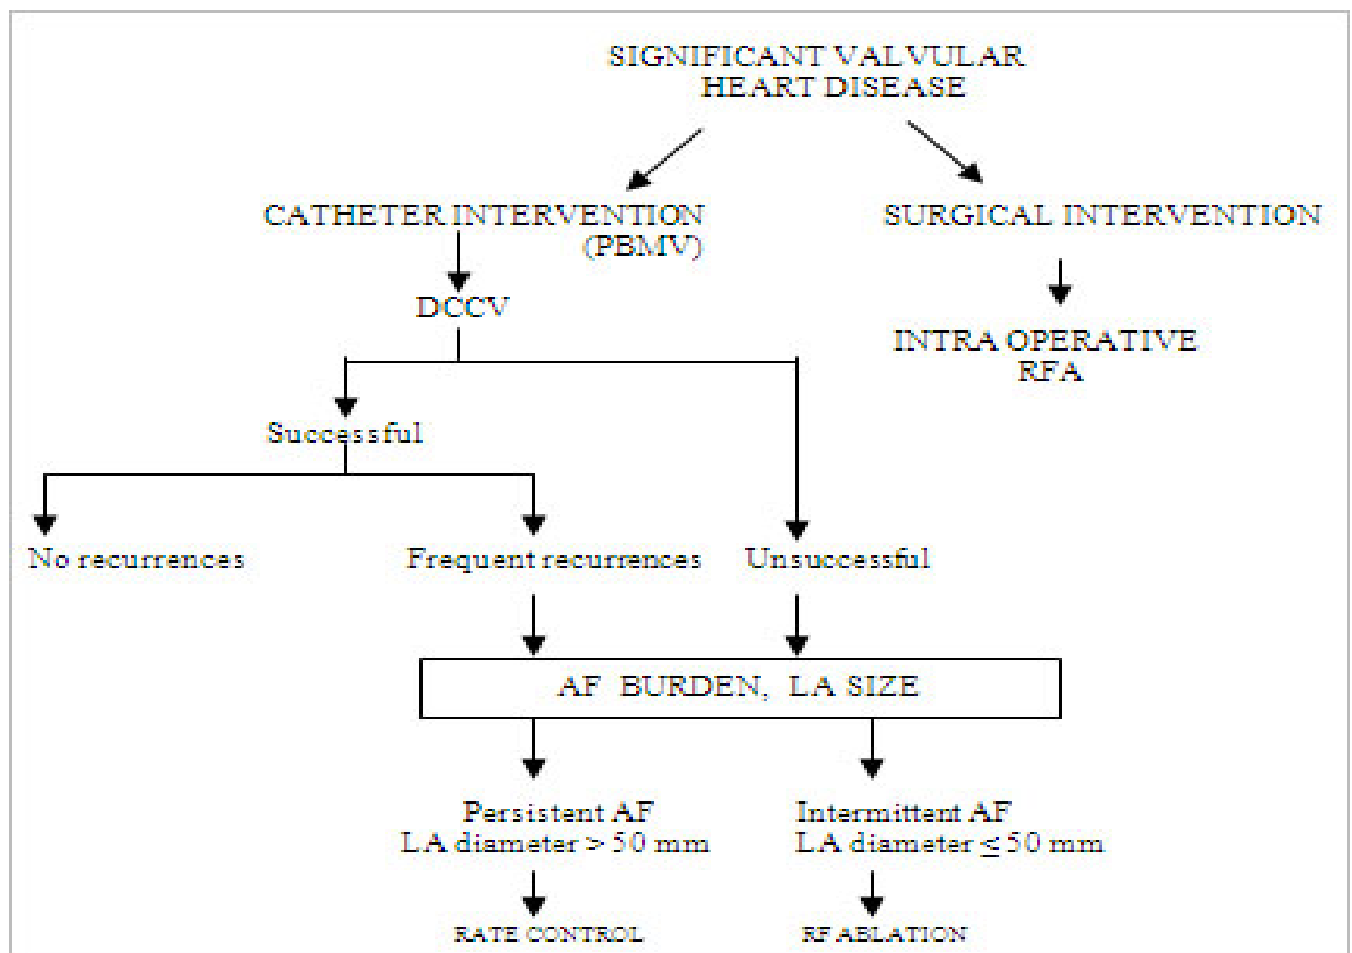 SIGNIFICANT VALVULAR
HEART DISEASE
CATHETER INTERVENTION
(PBMV)
SURGICAL INTERVENTION
DCCV
INTRA OPERATIVE
RFA
Successful
No recurrences
Frequent recurrences
Unsuccessful
AF BURDEN, LA SIZE
Persistent AF
LA diameter > 50 mm
Intermittent AF
LA diameter ≤ 50 mm
RATE CONTROL
RF ABLATION